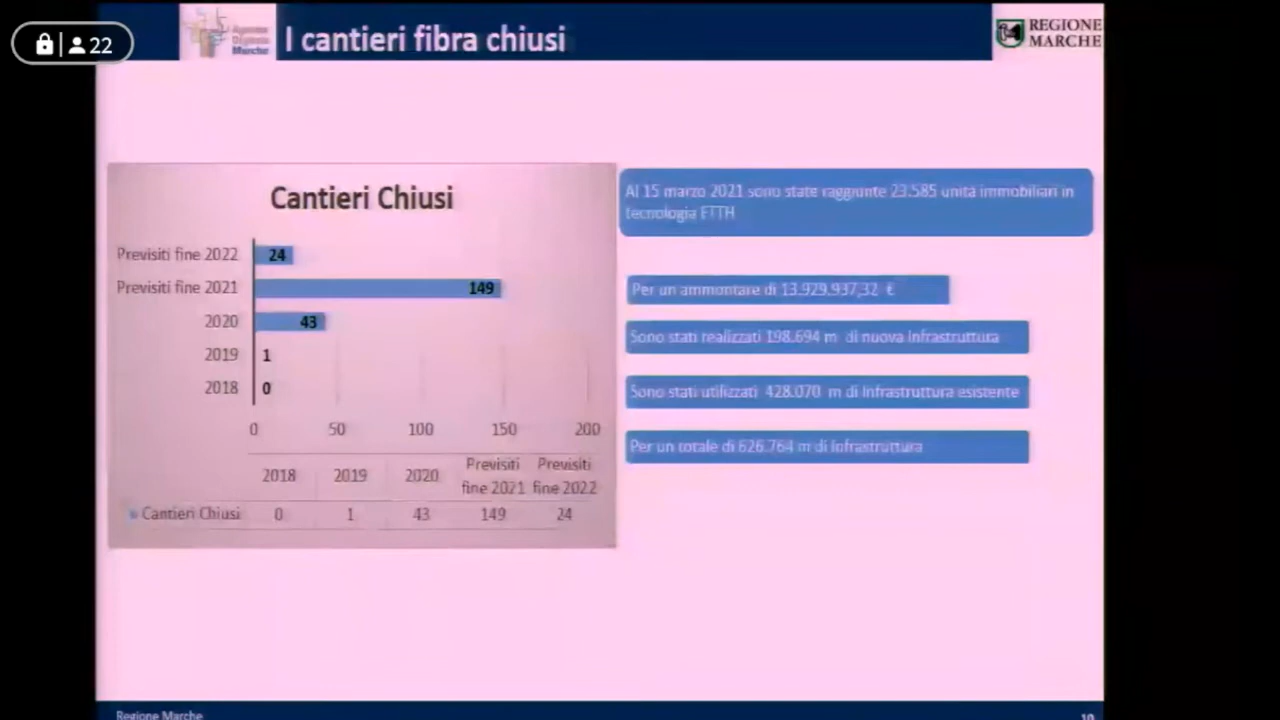 22
Agenda
Digitale
Marche
I cantieri fibra chiusi
REGIONE
MARCHE
Cantieri Chiusi
Previsiti fine 2022
24
Previsiti fine 2021
149
2020
43
2019
1
2018
0
0 50 100 150 200
2018 2019 2020 Previsiti fine 2021 Previsiti fine 2022
Cantieri Chiusi 0 1 43 149 24
Al 15 marzo 2021 sono state raggiunte 23.585 unità immobiliari in
tecnologia FTTH
Per un ammontare di 13.929.937,32 €
Sono stati realizzati 198.694 m di nuova Infrastruttura
Sono stati utilizzati 428.070 m di Infrastruttura esistente
Per un totale di 626.764 m di Infrastruttura
Regione Marche
10